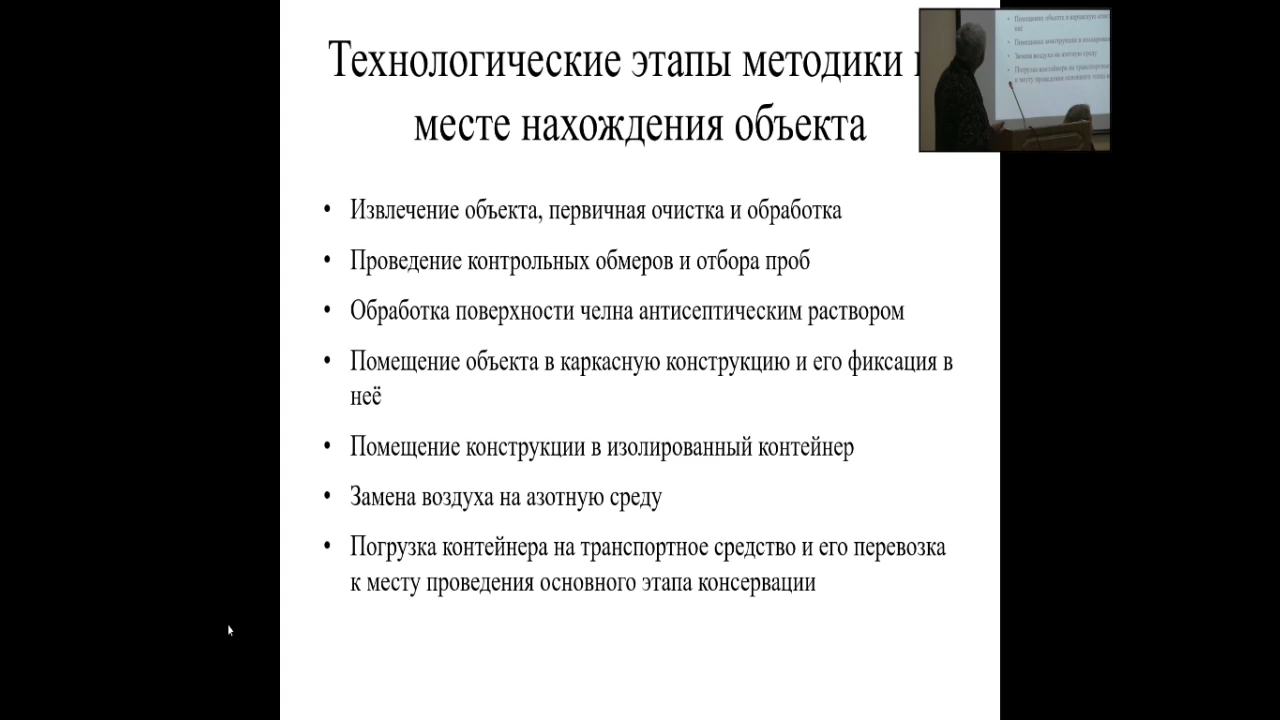 Технологические этапы методики
месте нахождения объекта
• Извлечение объекта, первичная очистка и обработка
• Проведение контрольных обмеров и отбора проб
• Обработка поверхности челна антисептическим раствором
• Помещение объекта в каркасную конструкцию и его фиксация в
неё
• Помещение конструкции в изолированный контейнер
• Замена воздуха на азотную среду
• Погрузка контейнера на транспортное средство и его перевозка
к месту проведения основного этапа консервации